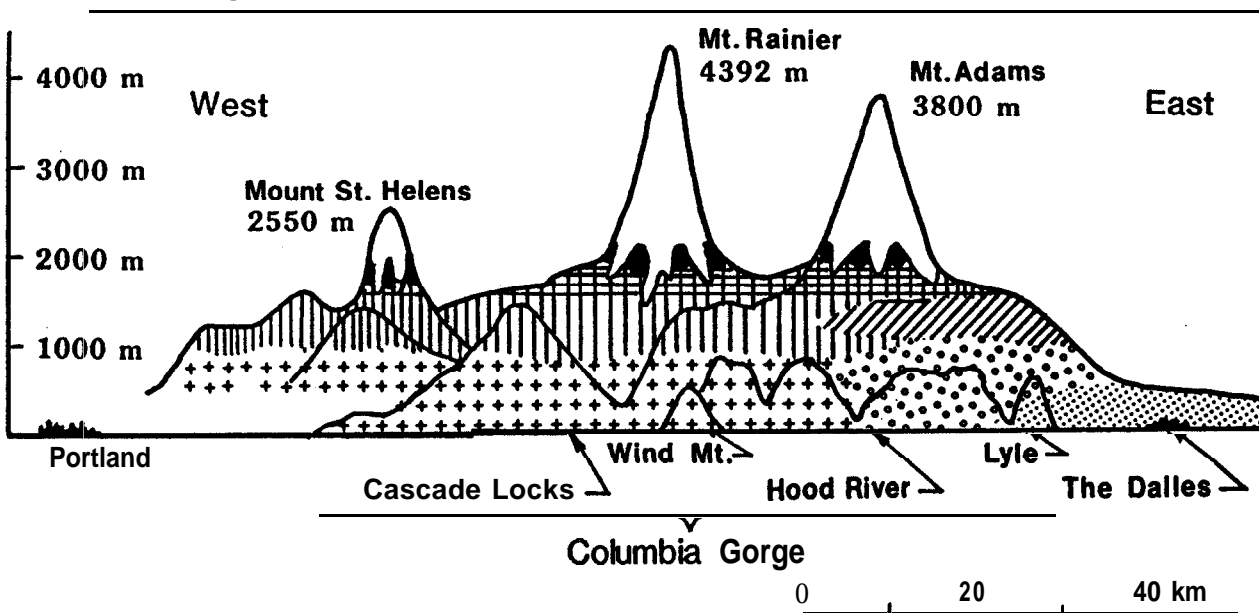 Mt. Rainier
4392 m
4000 m
Mt. Adams
3800 m
West
East
3000 m
Mount St. Helens
2550 m
2000 m
1000 m
Portland
Wind Mt.
Lyle
Cascade Locks
Hood River
The Dalles
Columbia Gorge
0 20 40 km